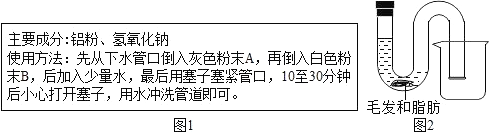 主要成分:铝粉、氢氧化钠
使用方法：先从下水管口倒入灰色粉末A，再倒入白色粉
末B，后加入少量水，最后用塞子塞紧管口，10至30分钟
后小心打开塞子，用水冲洗管道即可。
图1
毛发和脂肪
图2